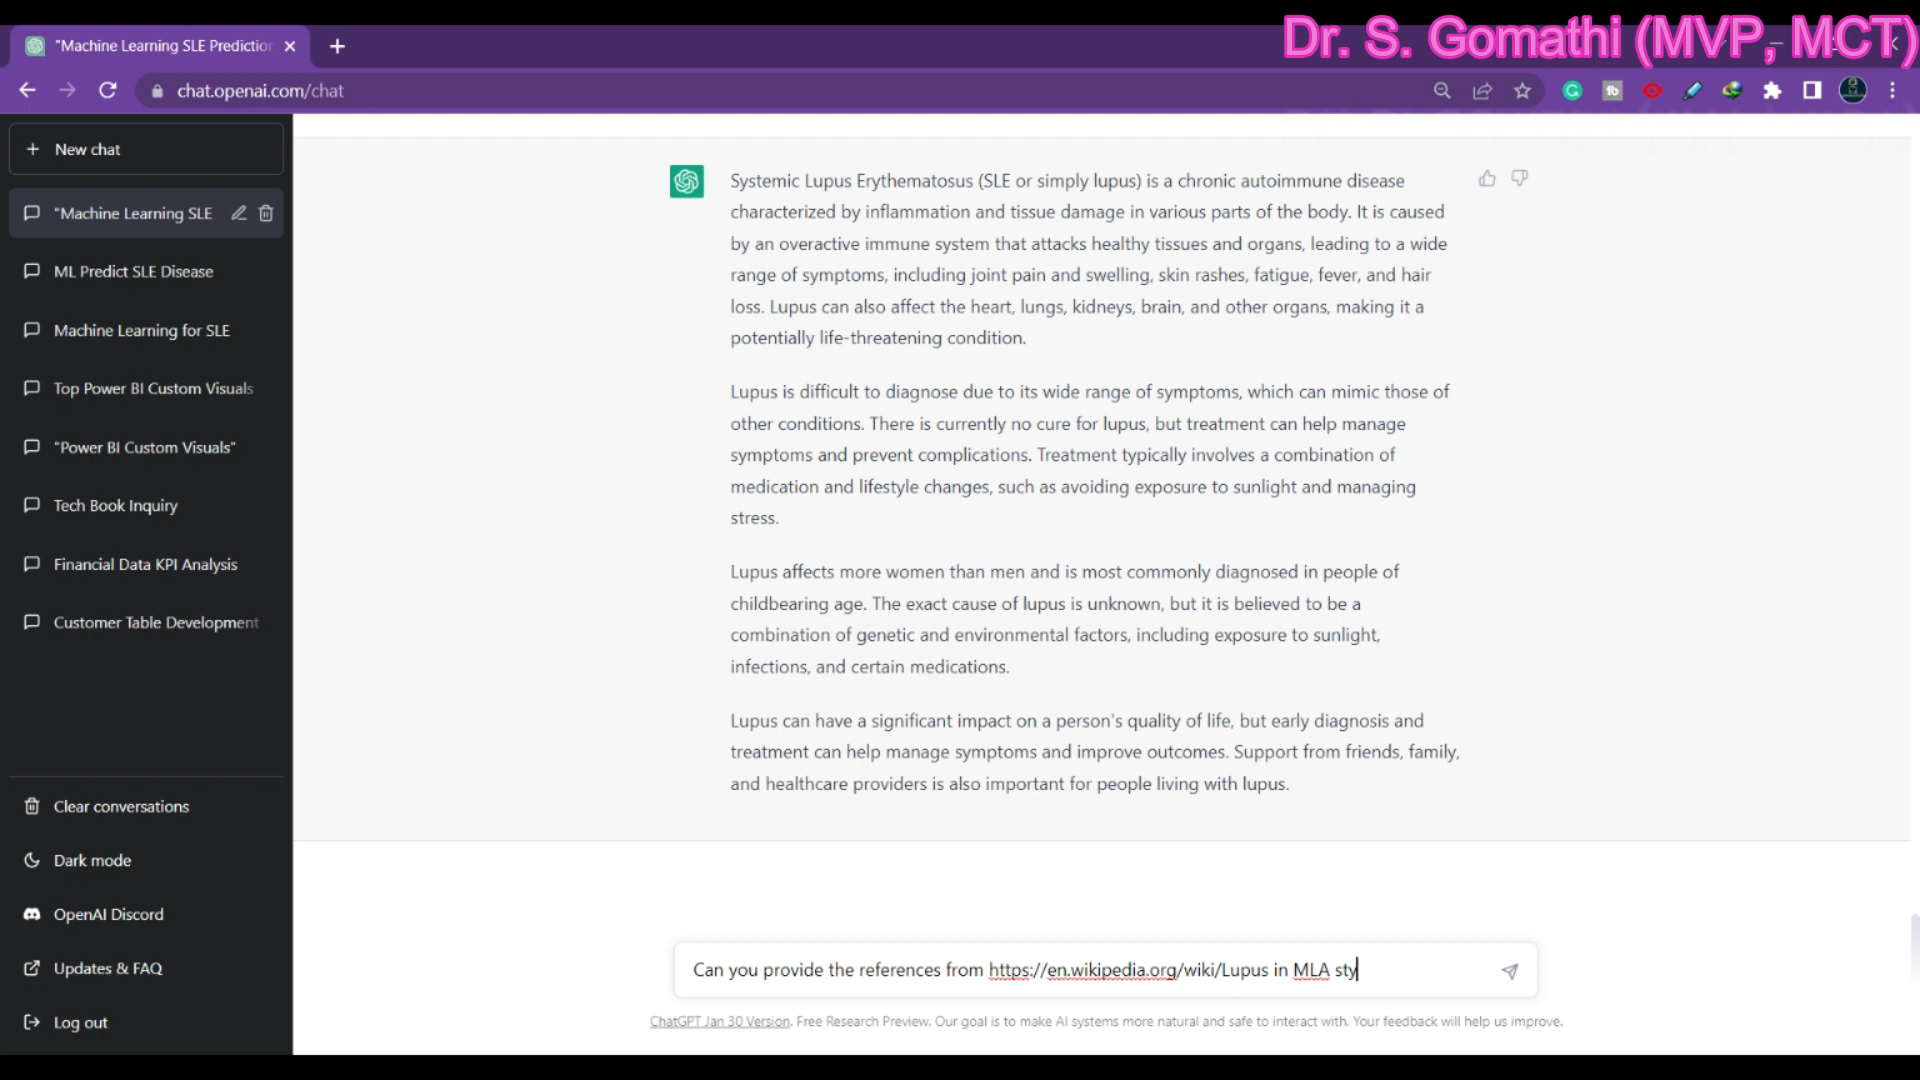 Dr. S. Gomathi (MVP, MCT)
"Machine Learning SLE Prediction
chat.openai.com/chat
New chat
"Machine Learning SLE
ML Predict SLE Disease
Machine Learning for SLE
Top Power BI Custom Visuals
"Power BI Custom Visuals"
Tech Book Inquiry
Financial Data KPI Analysis
Customer Table Development
Clear conversations
Dark mode
OpenAI Discord
Updates & FAQ
Log out
Systemic Lupus Erythematosus (SLE or simply lupus) is a chronic autoimmune disease
characterized by inflammation and tissue damage in various parts of the body. It is caused
by an overactive immune system that attacks healthy tissues and organs, leading to a wide
range of symptoms, including joint pain and swelling, skin rashes, fatigue, fever, and hair
loss. Lupus can also affect the heart, lungs, kidneys, brain, and other organs, making it a
potentially life-threatening condition.
Lupus is difficult to diagnose due to its wide range of symptoms, which can mimic those of
other conditions. There is currently no cure for lupus, but treatment can help manage
symptoms and prevent complications. Treatment typically involves a combination of
medication and lifestyle changes, such as avoiding exposure to sunlight and managing
stress.
Lupus affects more women than men and is most commonly diagnosed in people of
childbearing age. The exact cause of lupus is unknown, but it is believed to be a
combination of genetic and environmental factors, including exposure to sunlight,
infections, and certain medications.
Lupus can have a significant impact on a person's quality of life, but early diagnosis and
treatment can help manage symptoms and improve outcomes. Support from friends, family,
and healthcare providers is also important for people living with lupus.
Can you provide the references from https://en.wikipedia.org/wiki/Lupus in MLA sty
ChatGPT Jan 30 Version. Free Research Preview. Our goal is to make AI systems more natural and safe to interact with. Your feedback will help us improve.